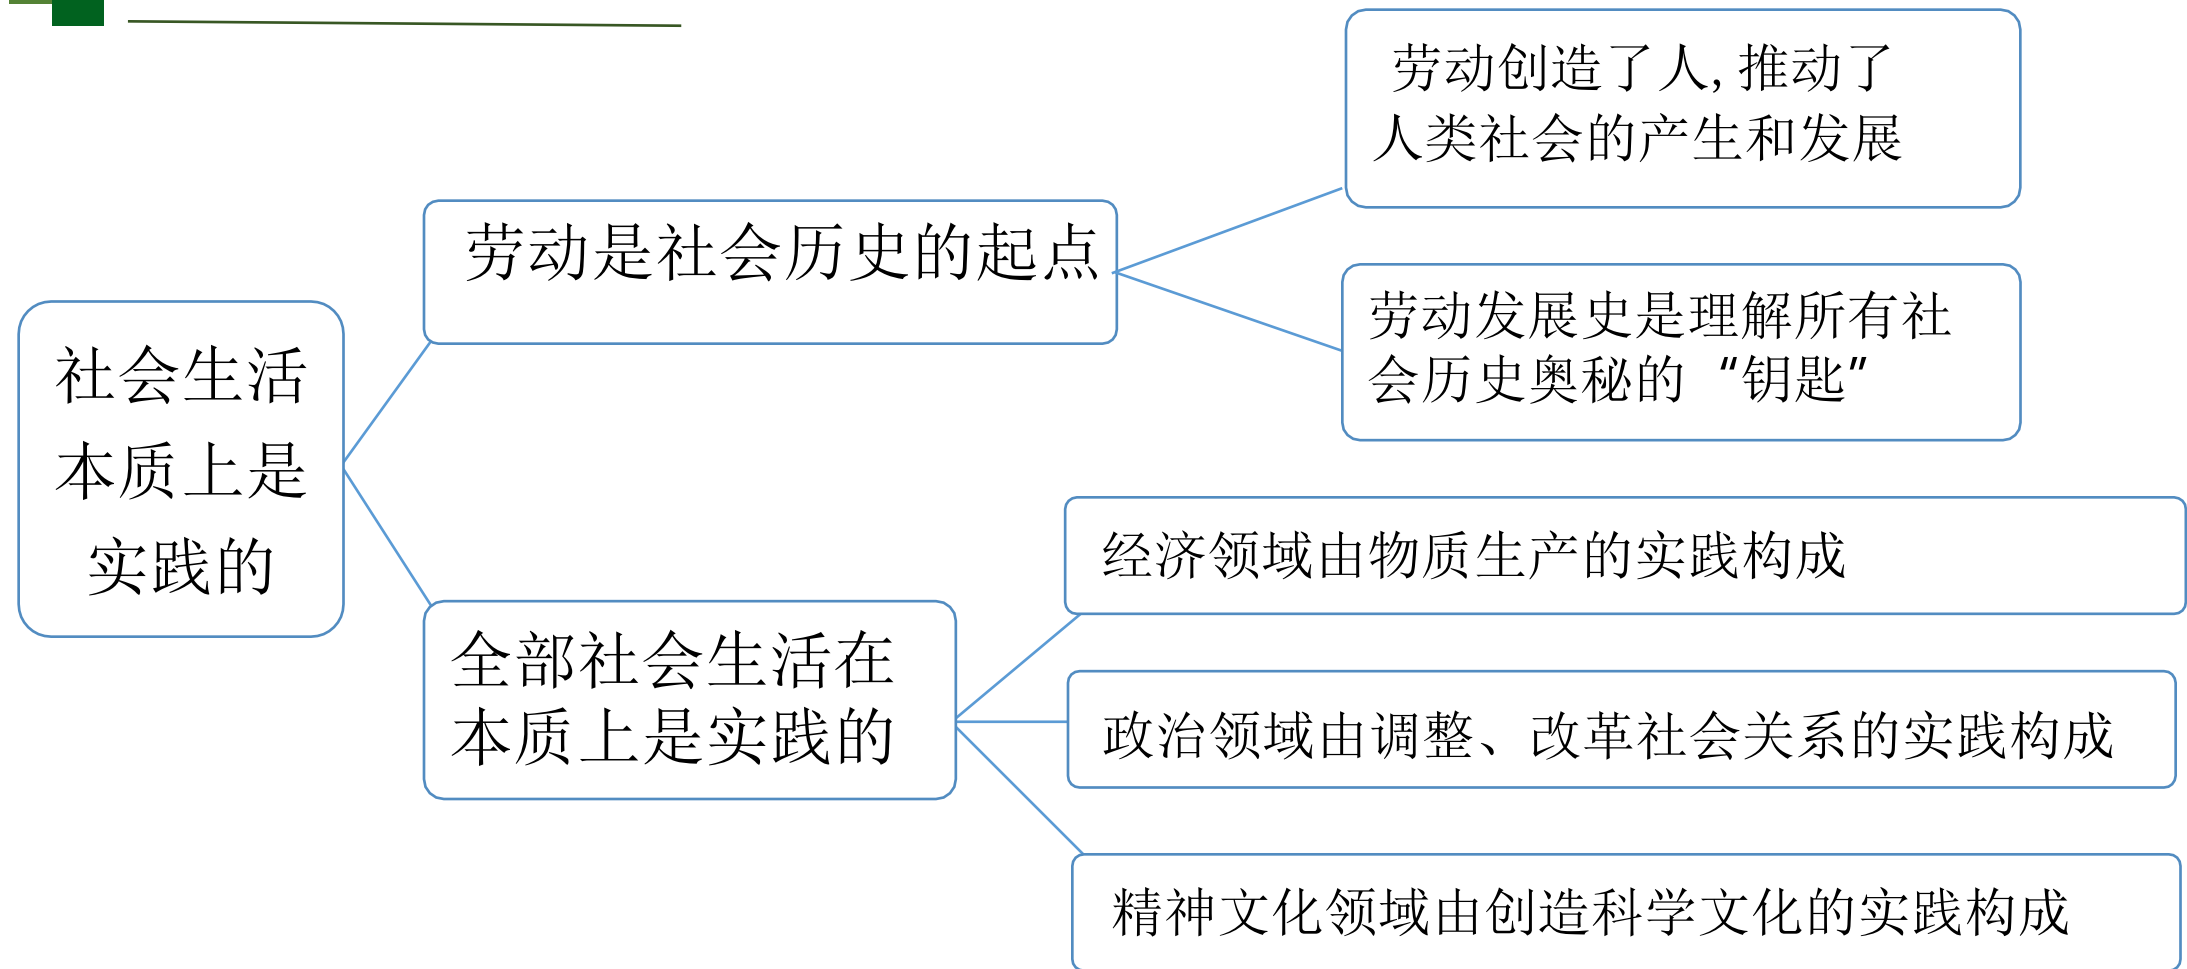 社会生活
本质上是
实践的
劳动是社会历史的起点
劳动创造了人,推动了
人类社会的产生和发展
劳动发展史是理解所有社
会历史奥秘的“钥匙”
全部社会生活在
本质上是实践的
经济领域由物质生产的实践构成
政治领域由调整、改革社会关系的实践构成
精神文化领域由创造科学文化的实践构成